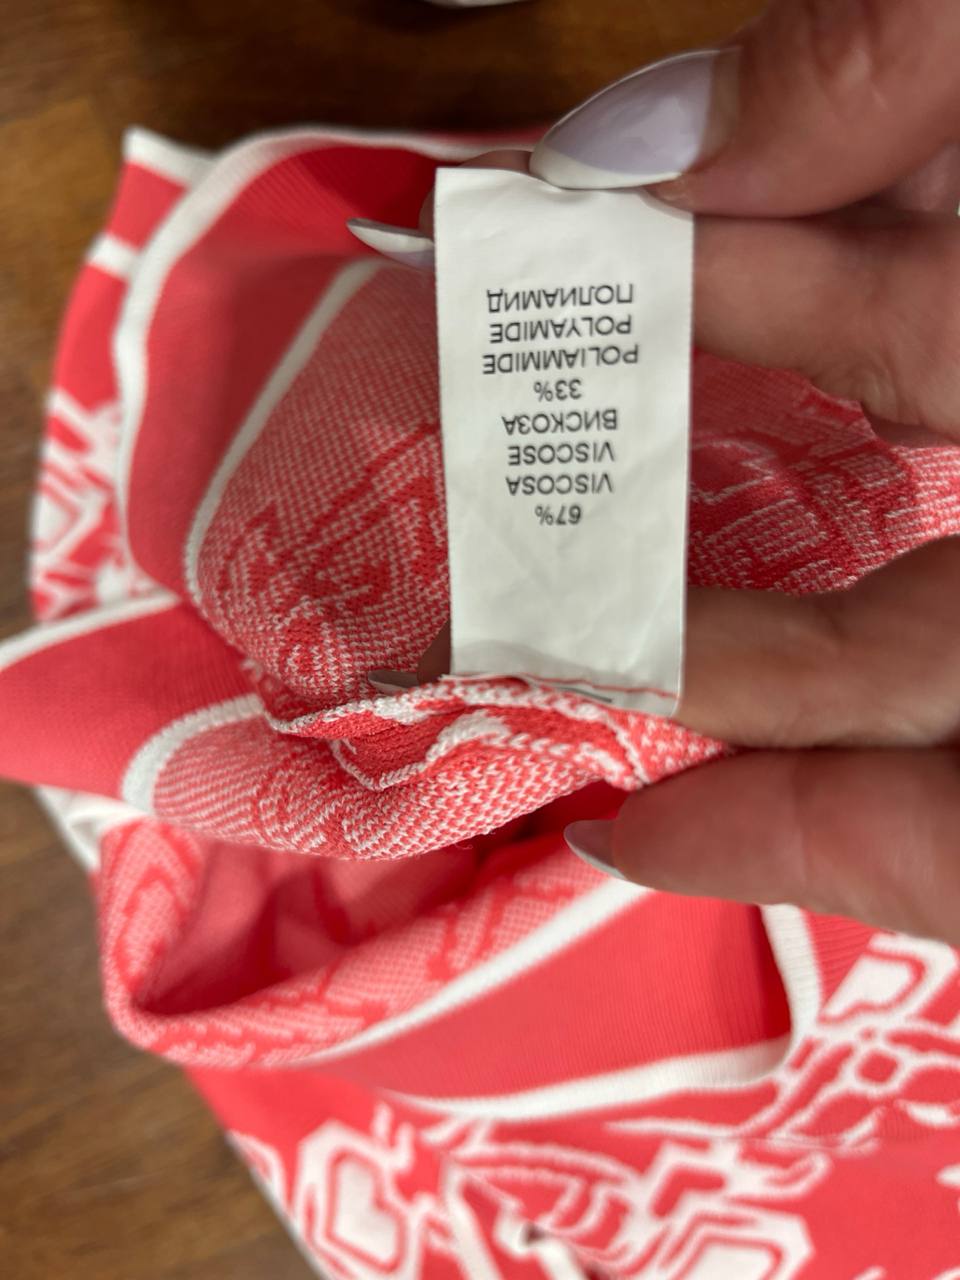 67%
VISCOSA
VISCOSE
ВИСКОЗА
33%
POLIAMMIDE
POLYAMIDE
ПОЛИАМИД